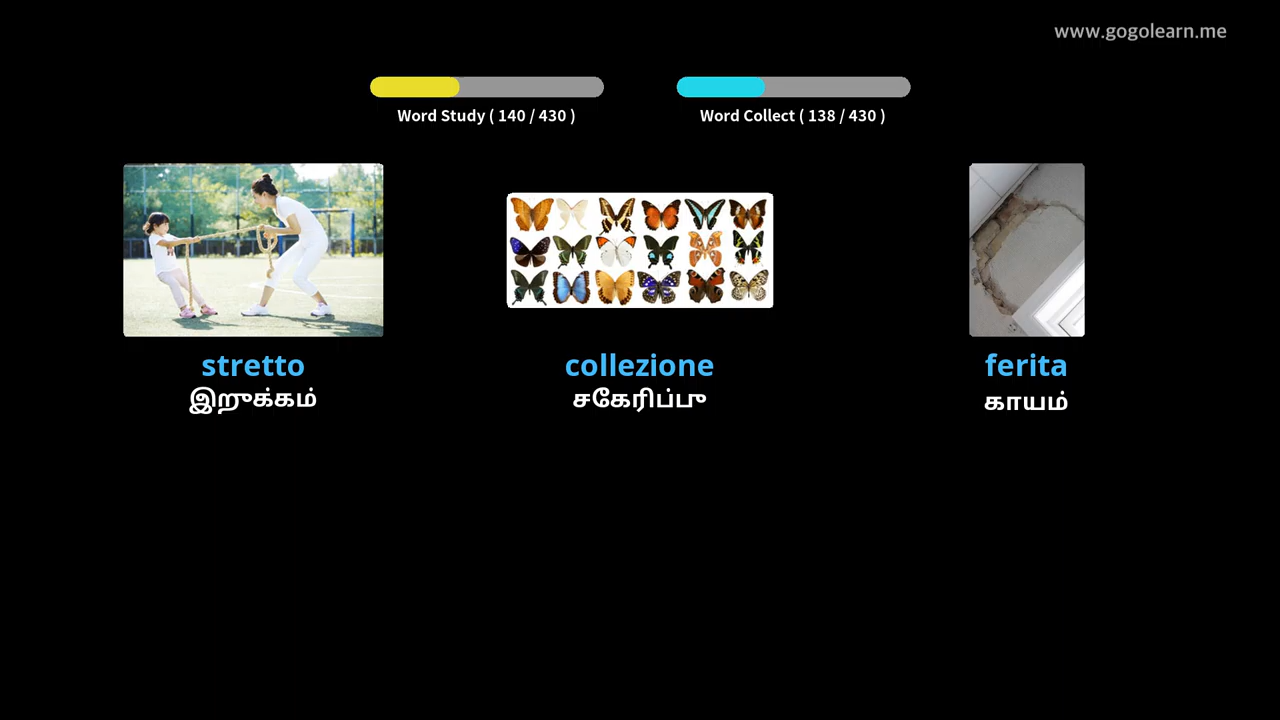 www.gogolearn.me
Word Study ( 140 / 430 )
Word Collect ( 138 / 430 )
stretto
இறுக்கம்
collezione
சகேரிப்பு
ferita
காயம்